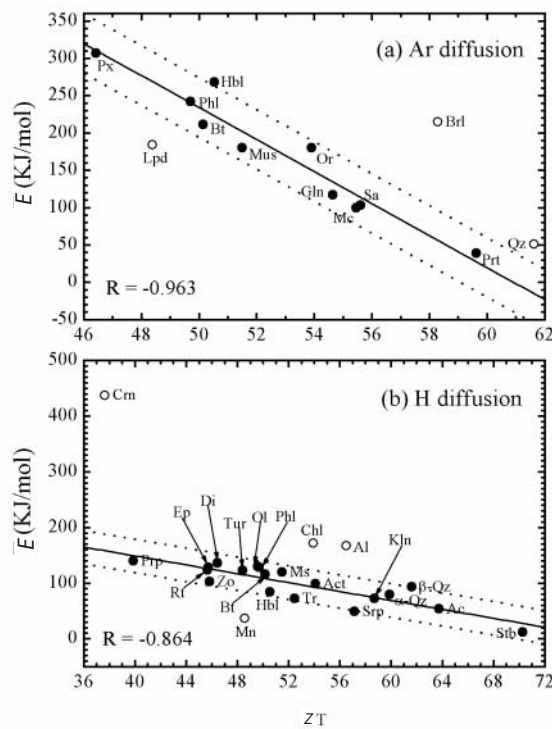 (a) Ar diffusion
E (KJ/mol)
350
300
250
200
150
100
50
0
-50
Px
Hbl
Phl
Bt
Lpd
Mus
Or
Brl
Gln
Sa
Mc
Qz
Prt
R = -0.963
46 48 50 52 54 56 58 60 62
(b) H diffusion
E (KJ/mol)
500
400
300
200
100
0
Crn
Di
Ep
Tur
Ol
Phl
Chl
Al
Kln
Prp
Ms
Act
β-Qz
Rt
Zo
Bt
Hbl
Tr
Srp
α-Qz
Ac
Mn
Stb
R = -0.864
36 40 44 48 52 56 60 64 68 72
ZT